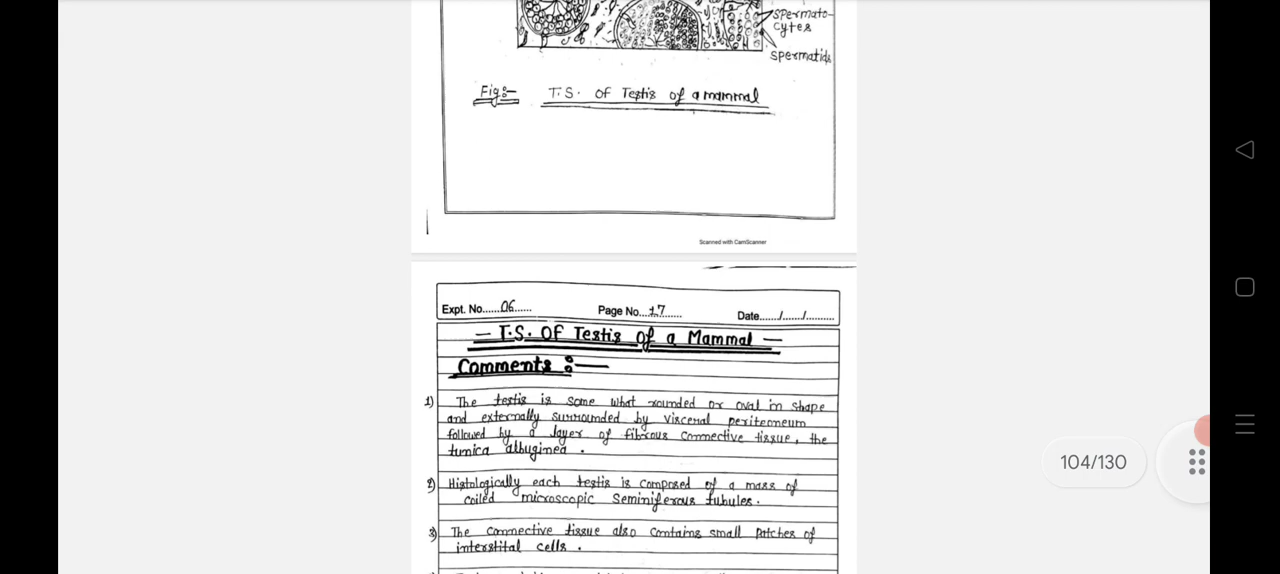 spermato-
cytes
spermatids
Fig:- T.S. OF Testis of a mammal
Scanned with CamScanner
Expt. No......06...... Page No...17....... Date....../....../..........
- T.S. OF Testis of a Mammal -
Comments :-
1) The testis is some what rounded or oval in shape
and externally surrounded by visceral peritoneum
followed by a layer of fibrous connective tissue, the
tunica albuginea.
2) Histologically each testis is composed of a mass of
coiled microscopic Seminiferous tubules.
3) The connective tissue also contains small patches of
interstital cells.
104/130